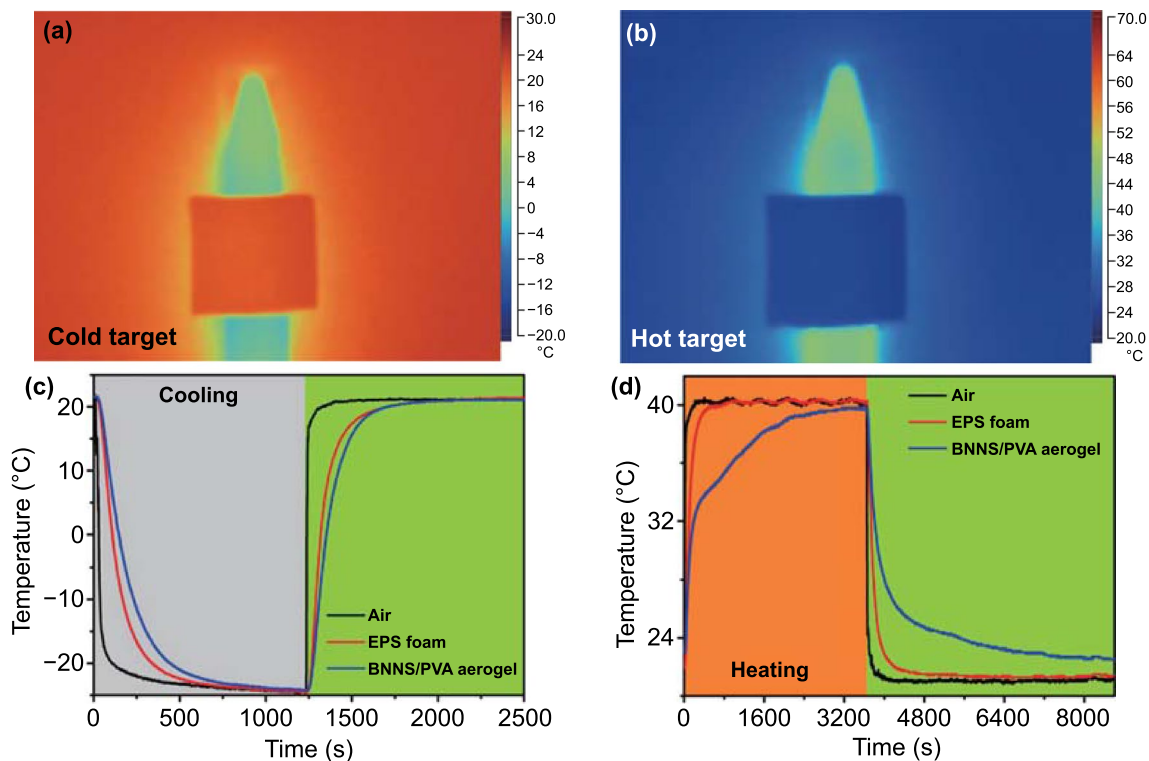 (a)
30.0
24
20
16
12
8
4
0
−4
−8
−12
−16
−20.0
°C
Cold target
(b)
70.0
64
60
56
52
48
44
40
36
32
28
24
20.0
°C
Hot target
(c)
Cooling
20
10
0
−10
−20
Temperature (°C)
Air
EPS foam
BNNS/PVA aerogel
0 500 1000 1500 2000 2500
Time (s)
(d)
Air
EPS foam
BNNS/PVA aerogel
40
32
24
Temperature (°C)
Heating
0 1600 3200 4800 6400 8000
Time (s)